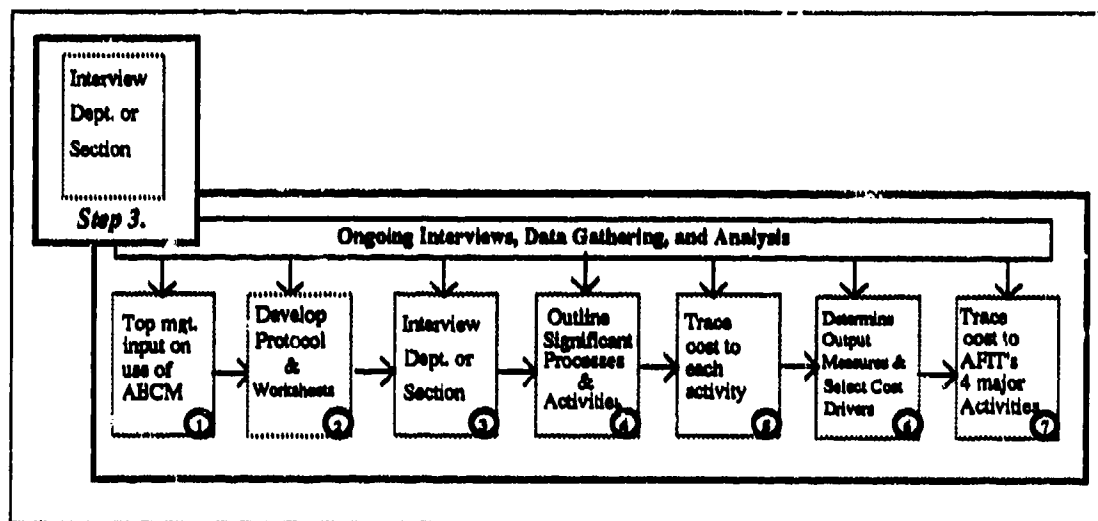 Interview
Dept. or
Section
Step 3.
Ongoing Interviews, Data Gathering, and Analysis
Top mgt.
input on
use of
ABCM
1
Develop
Protocol
&
Worksheets
2
Interview
Dept. or
Section
3
Outline
Significant
Processes
&
Activities
4
Trace
cost to
each
activity
5
Determine
Output
Measures &
Select Cost
Drivers
6
Trace
cost to
AFIT's
4 major
Activities
7